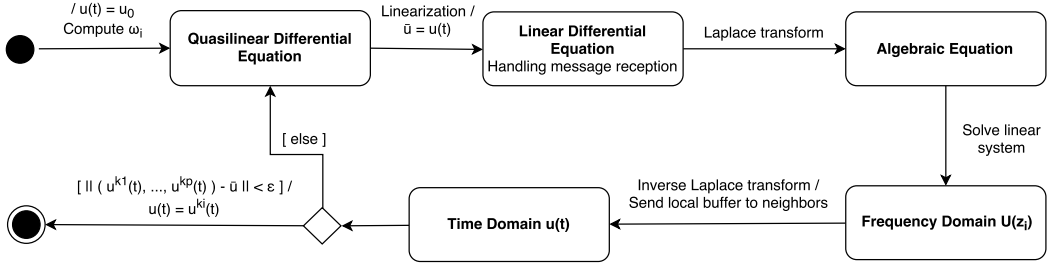 / u(t) = u₀
Compute ωᵢ
Quasilinear Differential
Equation
Linearization /
ū = u(t)
Linear Differential
Equation
Handling message reception
Laplace transform
Algebraic Equation
Solve linear
system
Frequency Domain U(zᵢ)
Inverse Laplace transform /
Send local buffer to neighbors
Time Domain u(t)
[ else ]
[ || ( uᵏ¹(t), ..., uᵏᵖ(t) ) - ū || < ε ] /
u(t) = uᵏⁱ(t)